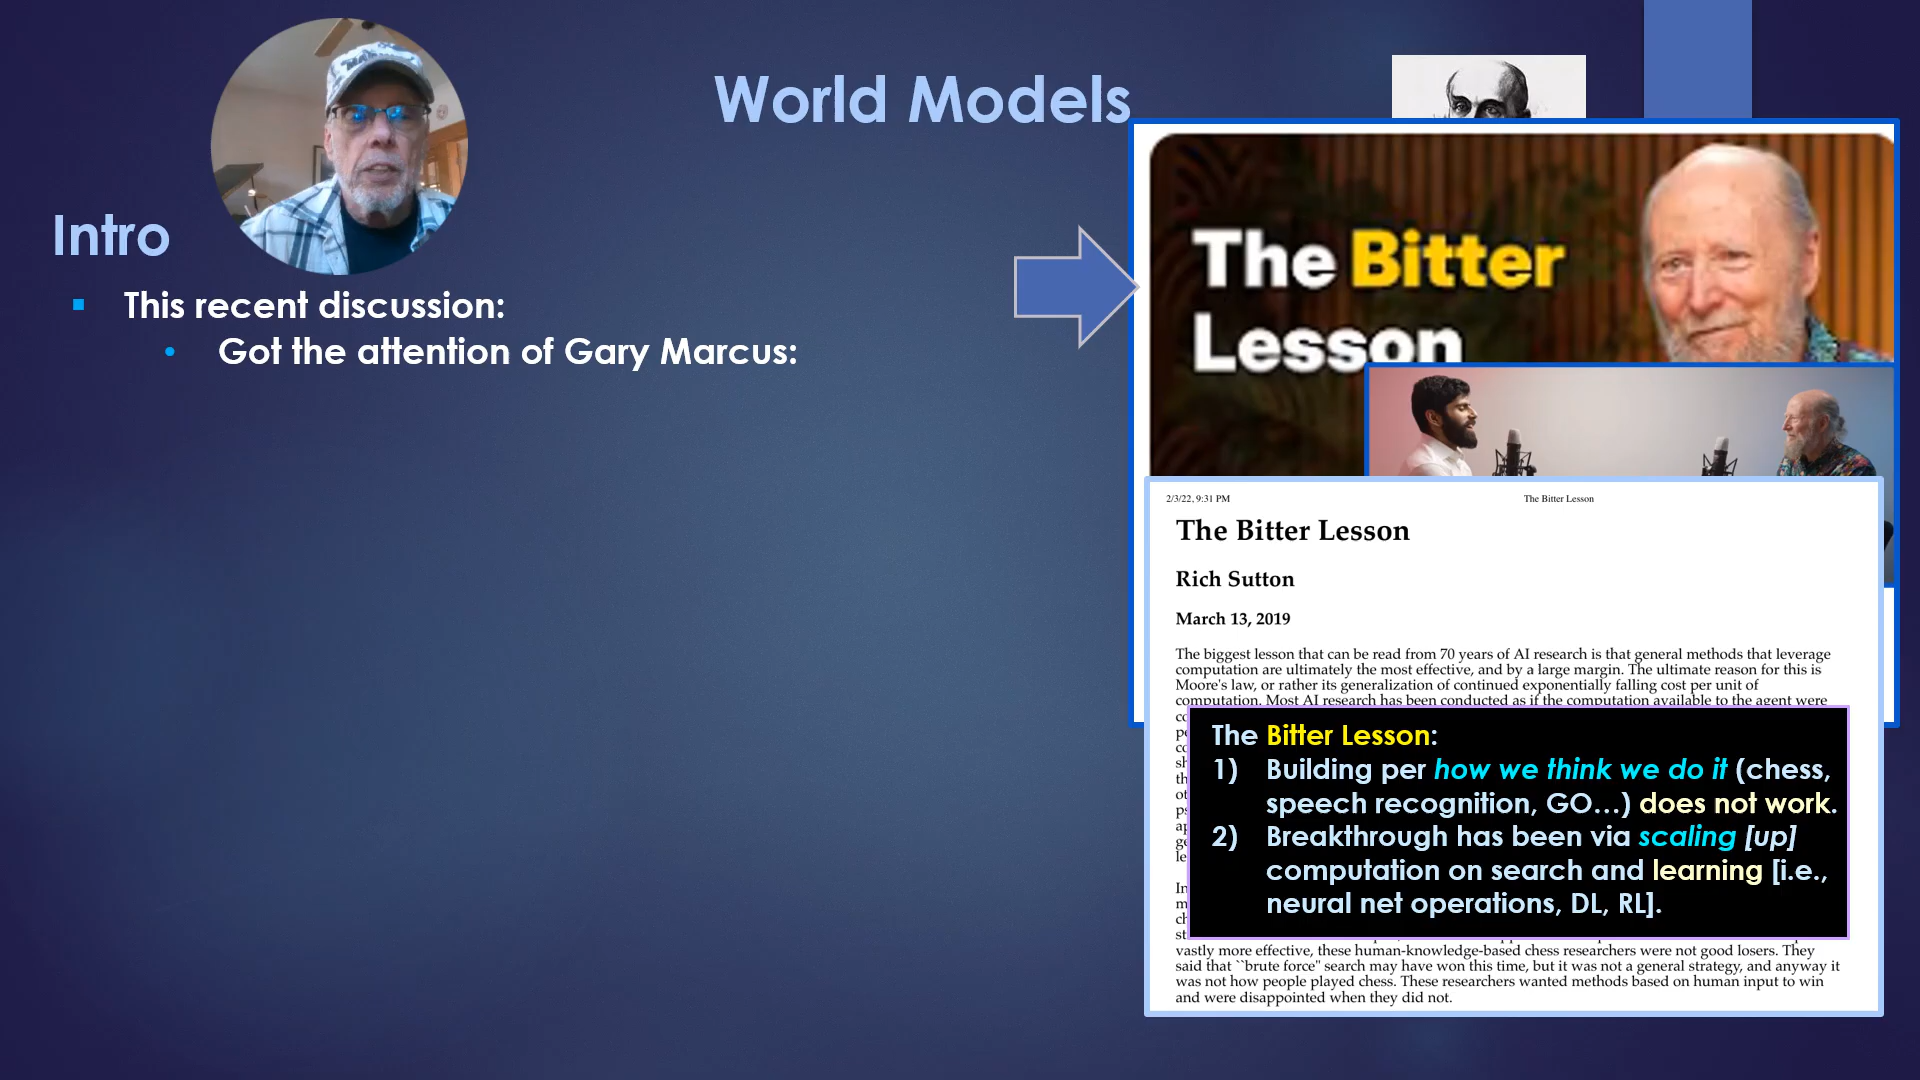 World Models
Intro
This recent discussion:
Got the attention of Gary Marcus:
The Bitter
Lesson
2/3/22, 9:31 PM The Bitter Lesson
The Bitter Lesson
Rich Sutton
March 13, 2019
The biggest lesson that can be read from 70 years of AI research is that general methods that leverage
computation are ultimately the most effective, and by a large margin. The ultimate reason for this is
Moore's law, or rather its generalization of continued exponentially falling cost per unit of
computation. Most AI research has been conducted as if the computation available to the agent were
The Bitter Lesson:
1) Building per how we think we do it (chess,
speech recognition, GO…) does not work.
2) Breakthrough has been via scaling [up]
computation on search and learning [i.e.,
neural net operations, DL, RL].
vastly more effective, these human-knowledge-based chess researchers were not good losers. They
said that ``brute force" search may have won this time, but it was not a general strategy, and anyway it
was not how people played chess. These researchers wanted methods based on human input to win
and were disappointed when they did not.